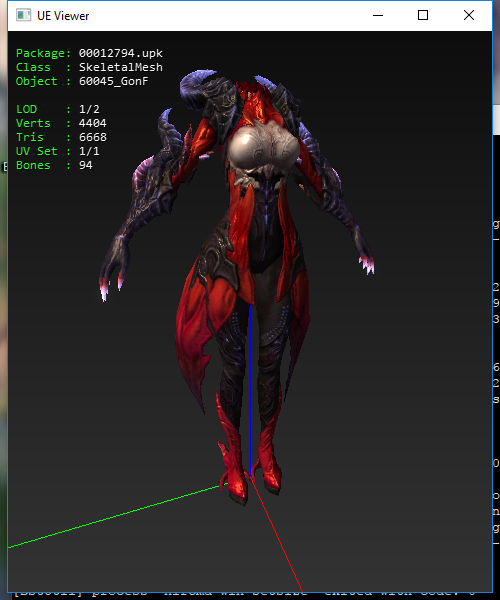 UE Viewer
Package: 00012794.upk
Class : SkeletalMesh
Object : 60045_GonF
LOD : 1/2
Verts : 4404
Tris : 6668
UV Set : 1/1
Bones : 94